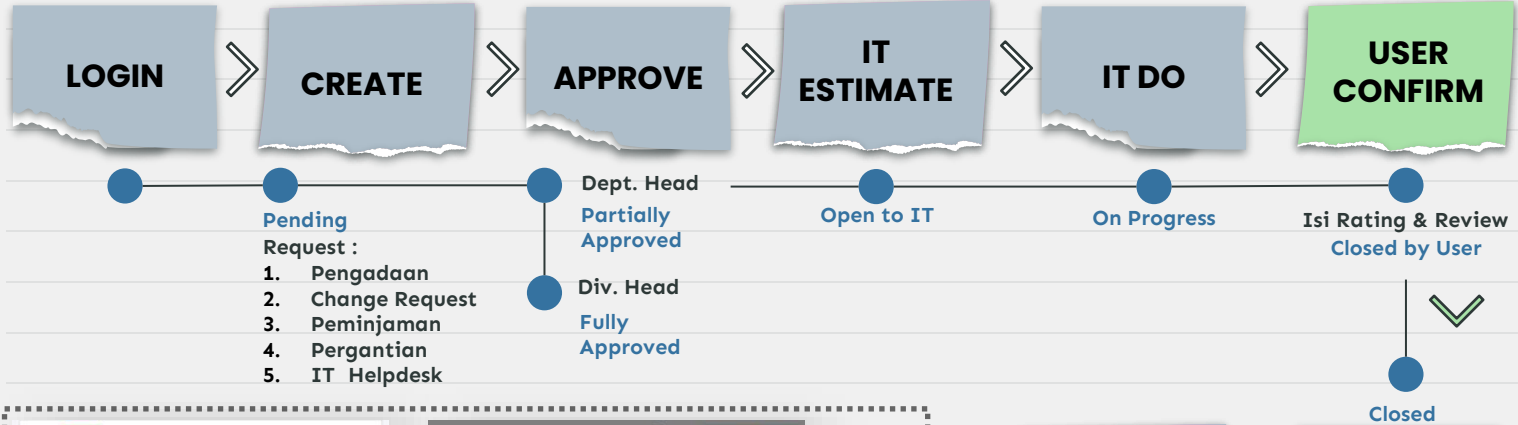 LOGIN
CREATE
APPROVE
IT
ESTIMATE
IT DO
USER
CONFIRM
Pending
Request :
1. Pengadaan
2. Change Request
3. Peminjaman
4. Pergantian
5. IT Helpdesk
Dept. Head
Partially
Approved
Div. Head
Fully
Approved
Open to IT
On Progress
Isi Rating & Review
Closed by User
Closed